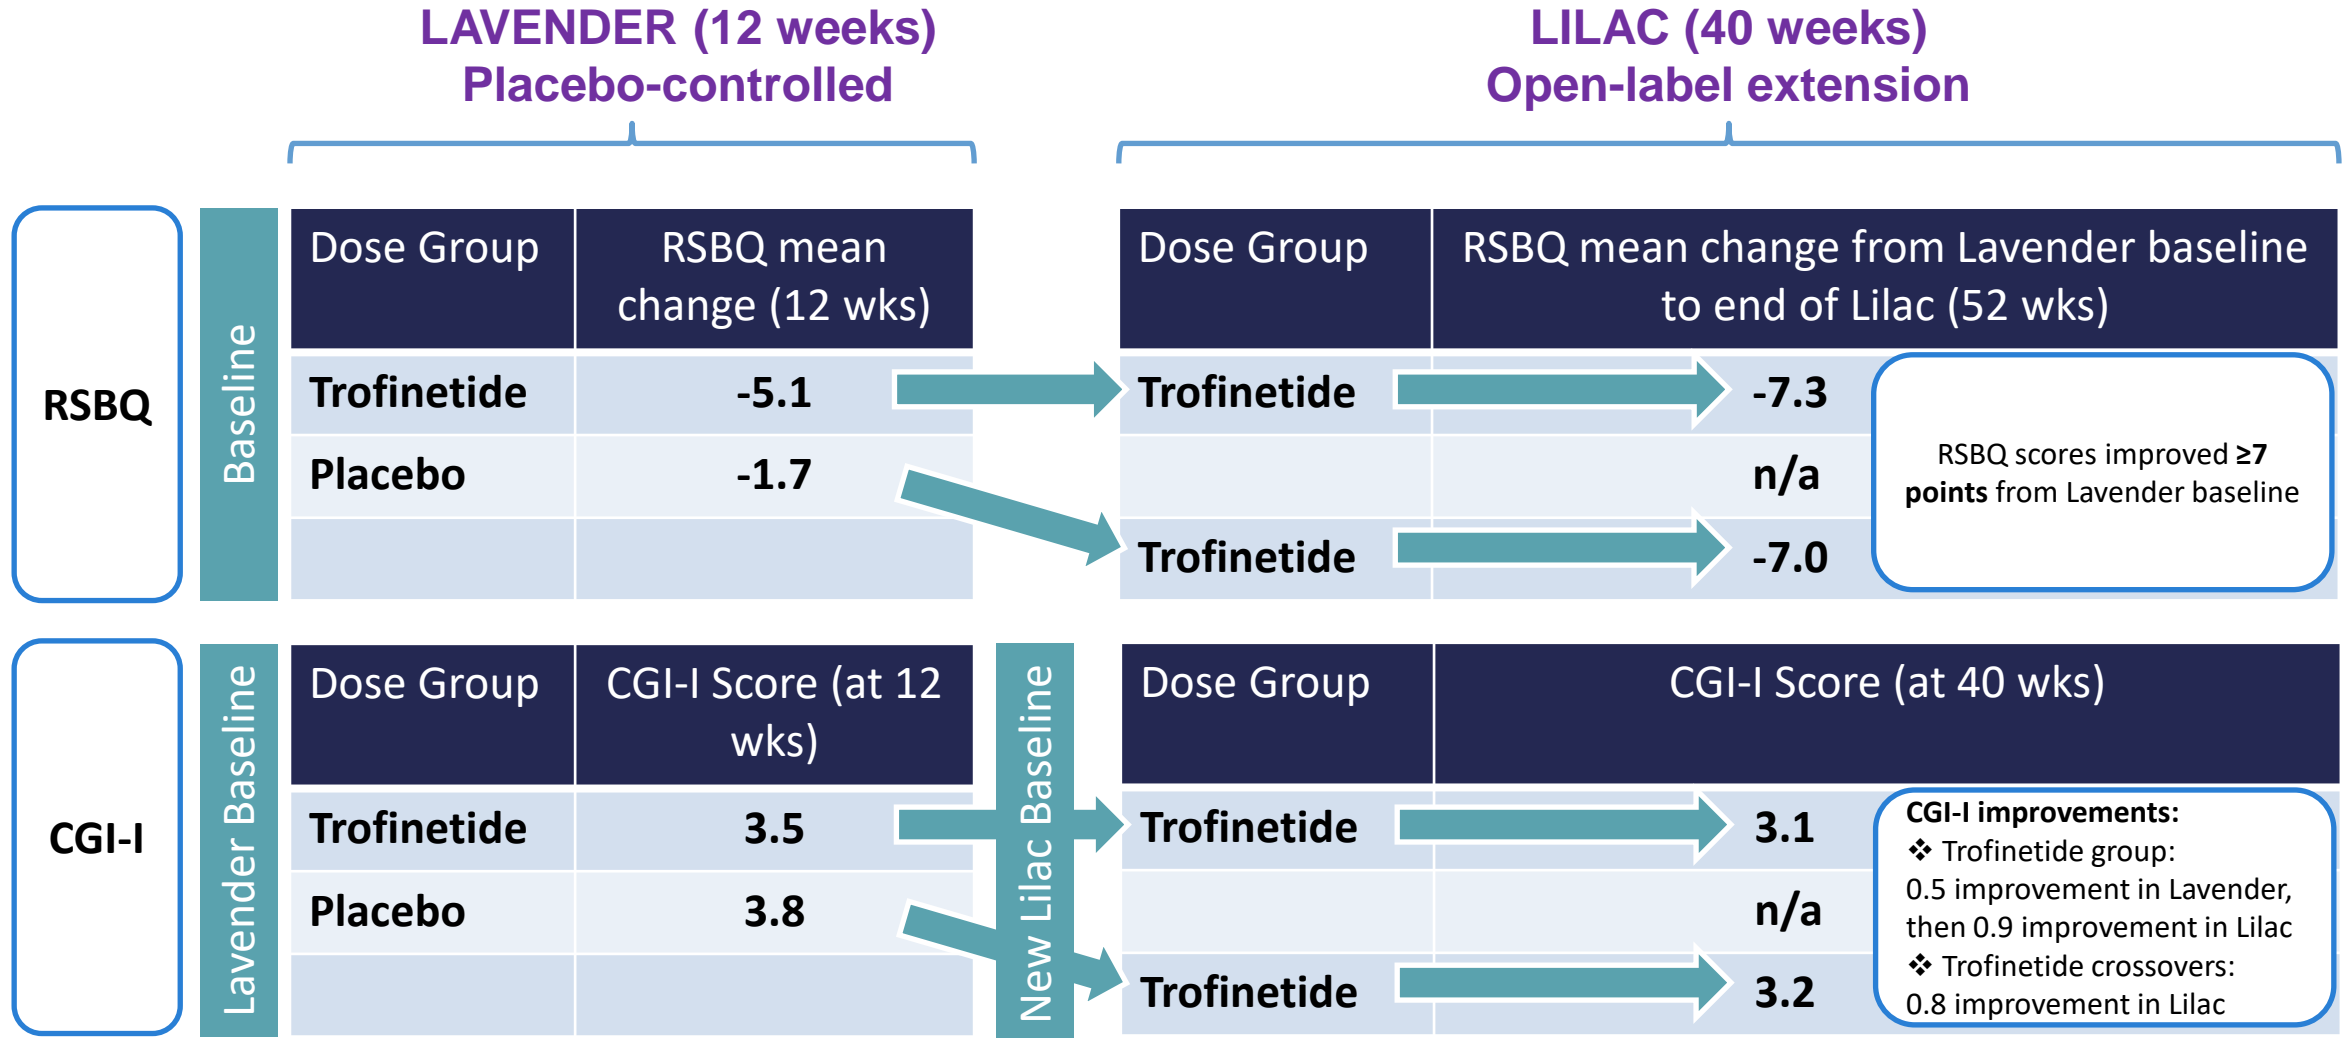 LAVENDER (12 weeks)
Placebo-controlled
LILAC (40 weeks)
Open-label extension
RSBQ
Baseline
Dose Group
RSBQ mean
change (12 wks)
Trofinetide
-5.1
Placebo
-1.7
Dose Group
RSBQ mean change from Lavender baseline
to end of Lilac (52 wks)
Trofinetide
-7.3
n/a
Trofinetide
-7.0
RSBQ scores improved ≥7
points from Lavender baseline
CGI-I
Lavender Baseline
Dose Group
CGI-I Score (at 12
wks)
Trofinetide
3.5
Placebo
3.8
New Lilac Baseline
Dose Group
CGI-I Score (at 40 wks)
Trofinetide
3.1
n/a
Trofinetide
3.2
CGI-I improvements:
❖ Trofinetide group:
0.5 improvement in Lavender,
then 0.9 improvement in Lilac
❖ Trofinetide crossovers:
0.8 improvement in Lilac